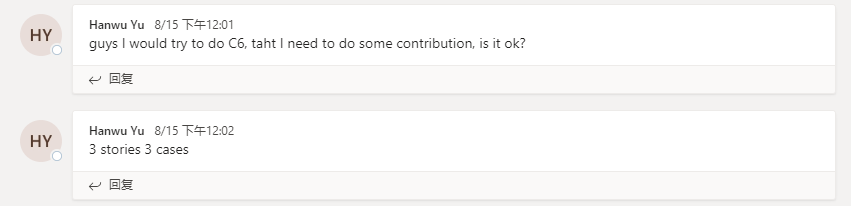 HY
Hanwu Yu 8/15 下午12:01
guys I would try to do C6, taht I need to do some contribution, is it ok?
回复
HY
Hanwu Yu 8/15 下午12:02
3 stories 3 cases
回复